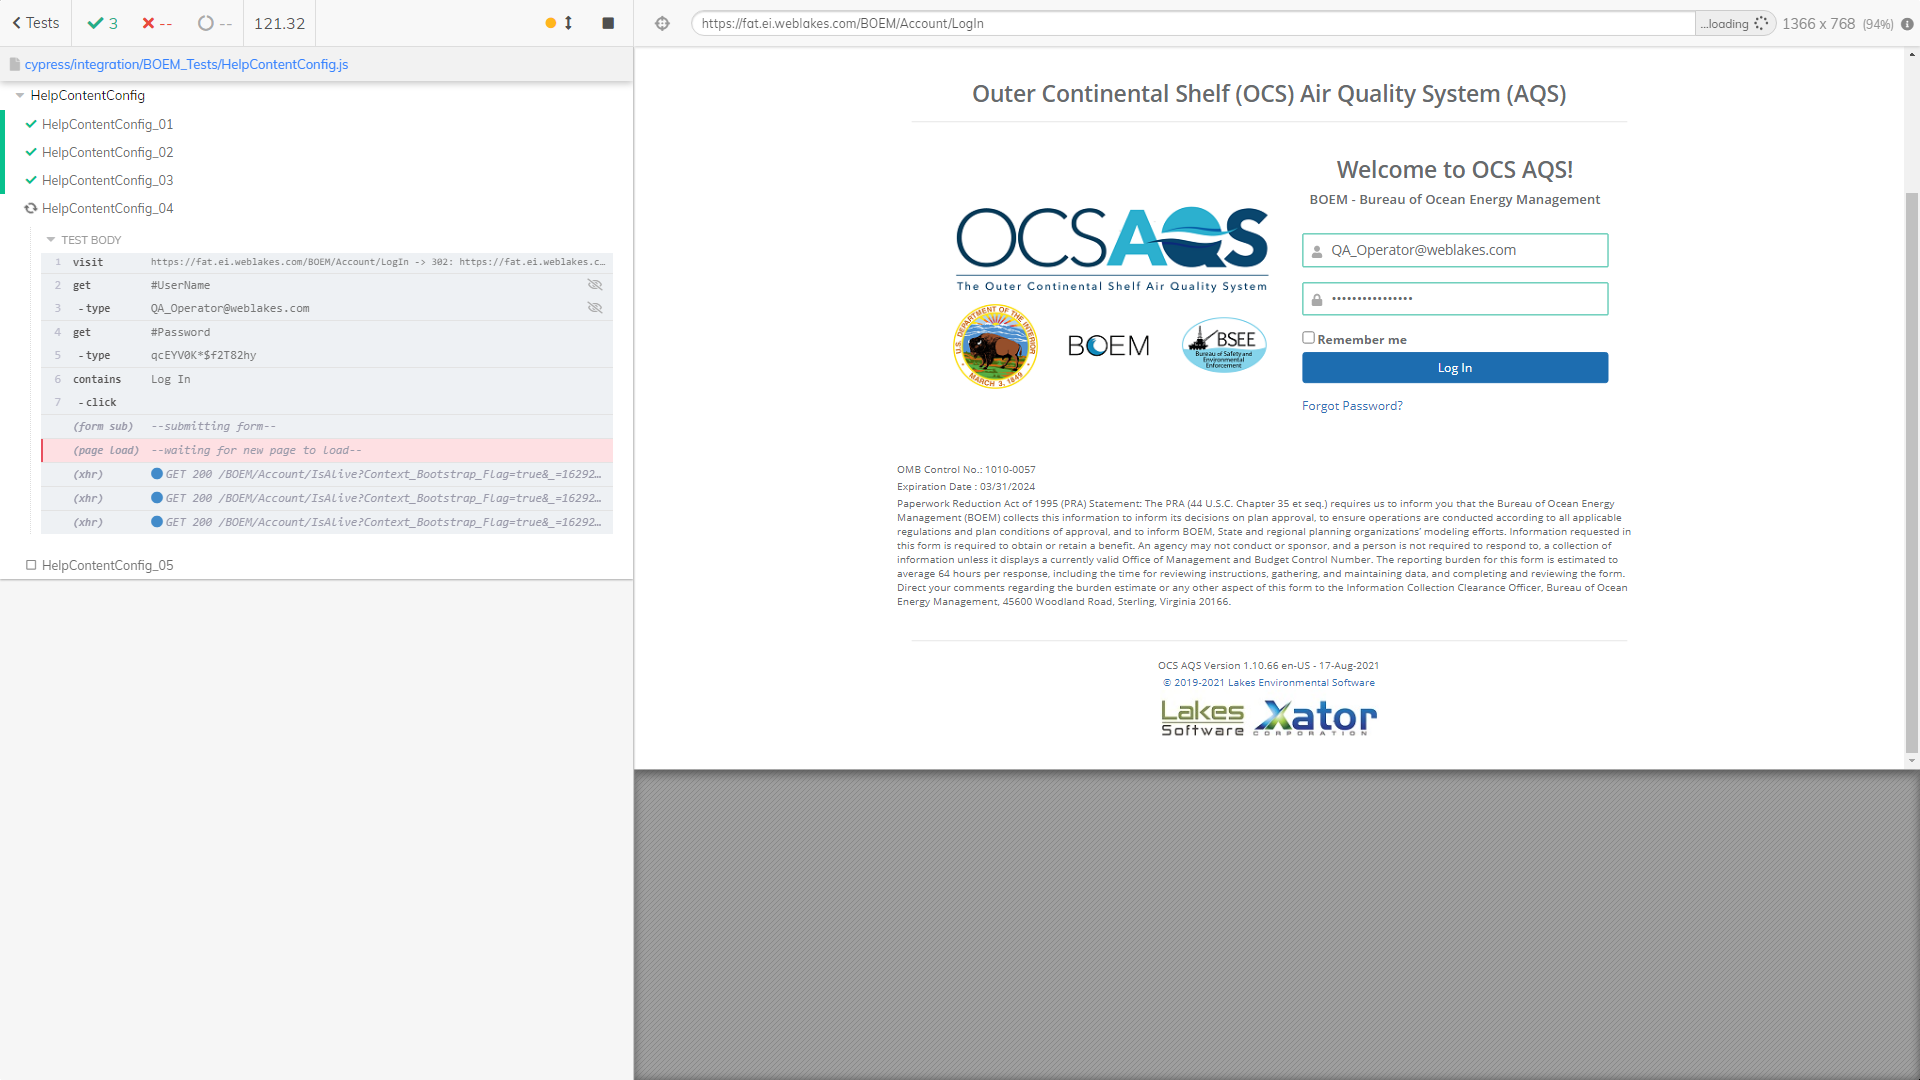 Tests
3
--
--
121.32
https://fat.ei.weblakes.com/BOEM/Account/LogIn
...loading
1366 x 768 (94%)
cypress/integration/BOEM_Tests/HelpContentConfig.js
HelpContentConfig
HelpContentConfig_01
HelpContentConfig_02
HelpContentConfig_03
HelpContentConfig_04
TEST BODY
1 visit https://fat.ei.weblakes.com/BOEM/Account/LogIn -> 302: https://fat.ei.weblakes.c...
2 get #UserName
3 - type QA_Operator@weblakes.com
4 get #Password
5 - type qcEYV0K*$f2T82hy
6 contains Log In
7 - click
(form sub) --submitting form--
(page load) --waiting for new page to load--
(xhr) GET 200 /BOEM/Account/IsAlive?Context_Bootstrap_Flag=true&_=16292...
(xhr) GET 200 /BOEM/Account/IsAlive?Context_Bootstrap_Flag=true&_=16292...
(xhr) GET 200 /BOEM/Account/IsAlive?Context_Bootstrap_Flag=true&_=16292...
HelpContentConfig_05
Outer Continental Shelf (OCS) Air Quality System (AQS)
OCSAQS
The Outer Continental Shelf Air Quality System
U.S. DEPARTMENT OF THE INTERIOR
MARCH 3, 1849
BOEM
BSEE
Bureau of Safety and
Environmental
Enforcement
Welcome to OCS AQS!
BOEM - Bureau of Ocean Energy Management
QA_Operator@weblakes.com
••••••••••••••••
Remember me
Log In
Forgot Password?
OMB Control No.: 1010-0057
Expiration Date : 03/31/2024
Paperwork Reduction Act of 1995 (PRA) Statement: The PRA (44 U.S.C. Chapter 35 et seq.) requires us to inform you that the Bureau of Ocean Energy
Management (BOEM) collects this information to inform its decisions on plan approval, to ensure operations are conducted according to all applicable
regulations and plan conditions of approval, and to inform BOEM, State and regional planning organizations' modeling efforts. Information requested in
this form is required to obtain or retain a benefit. An agency may not conduct or sponsor, and a person is not required to respond to, a collection of
information unless it displays a currently valid Office of Management and Budget Control Number. The reporting burden for this form is estimated to
average 64 hours per response, including the time for reviewing instructions, gathering, and maintaining data, and completing and reviewing the form.
Direct your comments regarding the burden estimate or any other aspect of this form to the Information Collection Clearance Officer, Bureau of Ocean
Energy Management, 45600 Woodland Road, Sterling, Virginia 20166.
OCS AQS Version 1.10.66 en-US - 17-Aug-2021
© 2019-2021 Lakes Environmental Software
Lakes
Software
Xator
CORPORATION